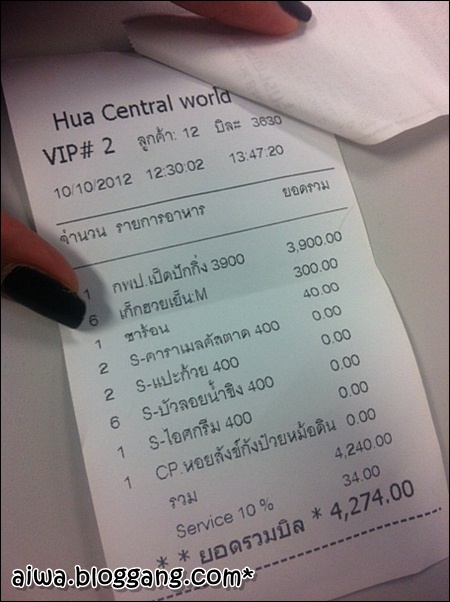 Hua Central world
VIP# 2 ลูกค้า: 12 บิละ 3630
10/10/2012 12:30:02 13:47:20
จำนวน รายการอาหาร ยอดรวม
1 กพป.เป็ดปักกิ่ง 3900 3,900.00
6 เก็กฮวยเย็น:M 300.00
1 ชาร้อน 40.00
2 S-คาราเมลคัสตาด 400 0.00
2 S-แปะก้วย 400 0.00
6 S-บัวลอยน้ำขิง 400 0.00
1 S-ไอศกรีม 400 0.00
1 CP.หอยสังข์กังป๋วยหม้อดิน 0.00
รวม 4,240.00
Service 10 % 34.00
* * ยอดรวมบิล * 4,274.00
aiwa.bloggang.com*